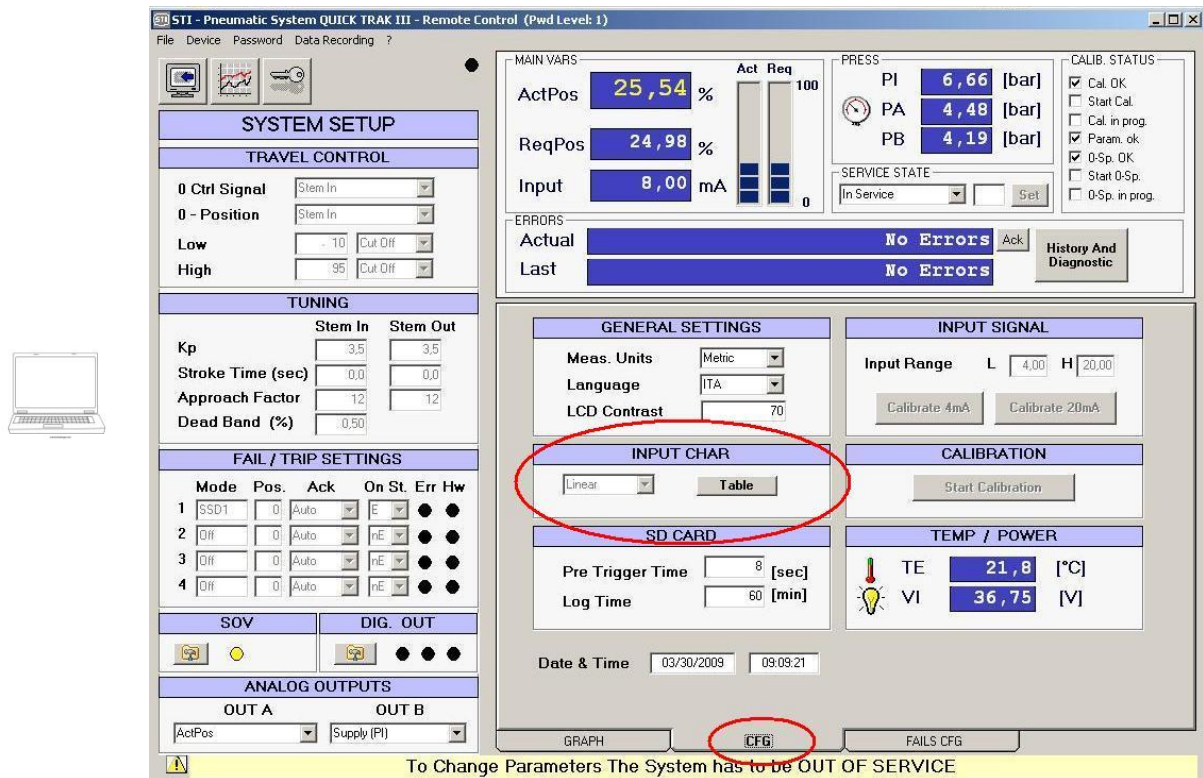 STI - Pneumatic System QUICK TRAK III - Remote Control (Pwd Level: 1)
File Device Password Data Recording ?
SYSTEM SETUP
TRAVEL CONTROL
0 Ctrl Signal Stem In
0 - Position Stem In
Low 10 Cut Off
High 95 Cut Off
TUNING
Stem In Stem Out
Kp 3,5 3,5
Stroke Time (sec) 0,0 0,0
Approach Factor 12 12
Dead Band (%) 0,50
FAIL / TRIP SETTINGS
Mode Pos. Ack On St. Err Hw
1 SSD1 0 Auto E
2 Off 0 Auto nE
3 Off 0 Auto nE
4 Off 0 Auto nE
SOV DIG. OUT
ANALOG OUTPUTS
OUT A OUT B
ActPos Supply (PI)
MAIN VARS
Act Req
ActPos 25,54 %
100
ReqPos 24,98 %
Input 8,00 mA
0
PRESS
PI 6,66 [bar]
PA 4,48 [bar]
PB 4,19 [bar]
SERVICE STATE
In Service Set
CALIB. STATUS
Cal. OK
Start Cal.
Cal. in prog.
Param. ok
0-Sp. OK
Start 0-Sp.
0-Sp. in prog.
ERRORS
Actual No Errors Ack
Last No Errors
History And
Diagnostic
GENERAL SETTINGS
Meas. Units Metric
Language ITA
LCD Contrast 70
INPUT SIGNAL
Input Range L 4,00 H 20,00
Calibrate 4mA Calibrate 20mA
INPUT CHAR
Linear Table
CALIBRATION
Start Calibration
SD CARD
Pre Trigger Time 8 [sec]
Log Time 60 [min]
TEMP / POWER
TE 21,8 [°C]
VI 36,75 [V]
Date & Time 03/30/2009 09:09:21
GRAPH CFG FAILS CFG
To Change Parameters The System has to be OUT OF SERVICE